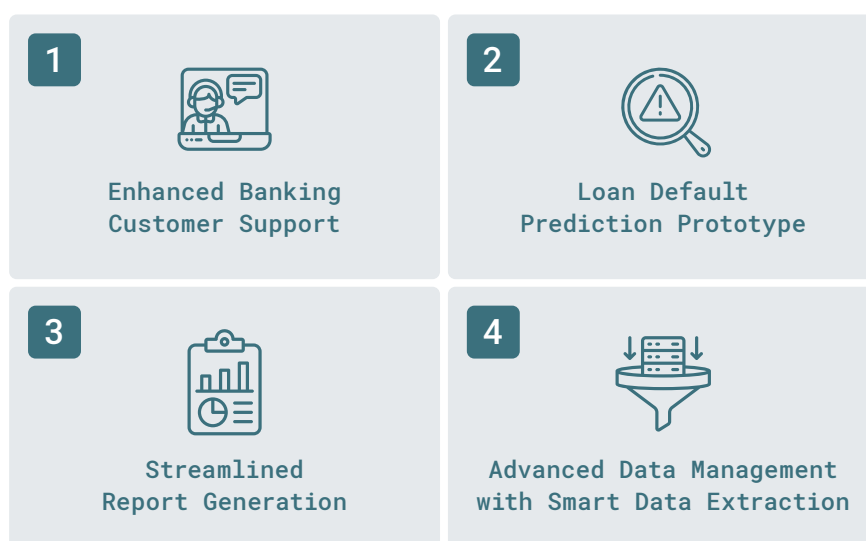 1
Enhanced Banking
Customer Support
2
Loan Default
Prediction Prototype
3
Streamlined
Report Generation
4
Advanced Data Management
with Smart Data Extraction